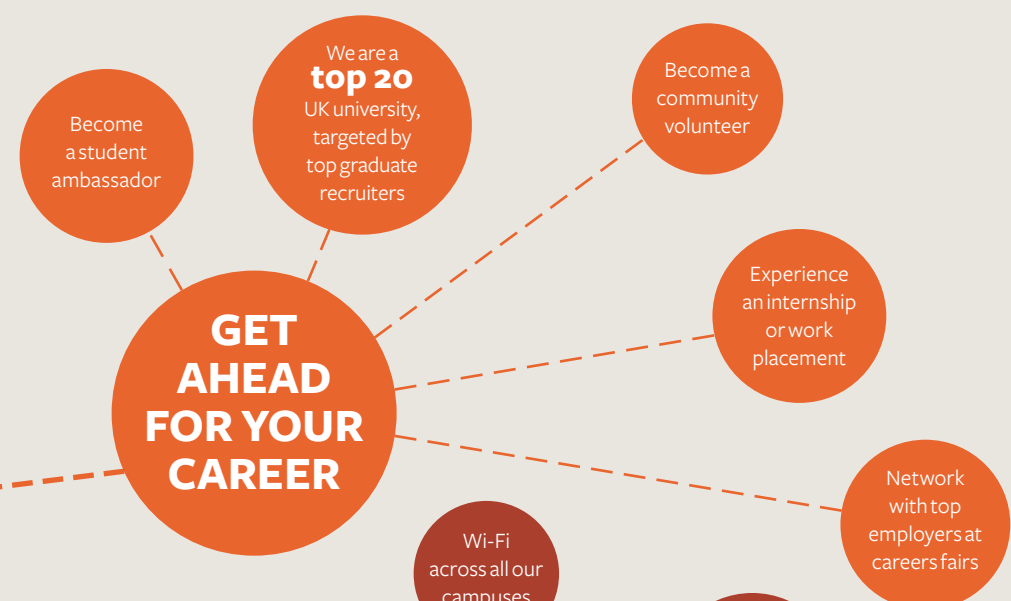 Become
a student
ambassador
We are a
top 20
UK university,
targeted by
top graduate
recruiters
Become a
community
volunteer
GET
AHEAD
FOR YOUR
CAREER
Experience
an internship
or work
placement
Network
with top
employers at
careers fairs
Wi-Fi
across all our
campuses